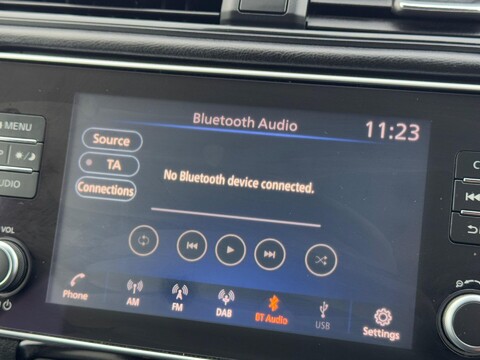 Bluetooth Audio
11:23
MENU
Source
TA
No Bluetooth device connected.
Connections
VOL
Phone
AM
FM
DAB
BT Audio
USB
Settings